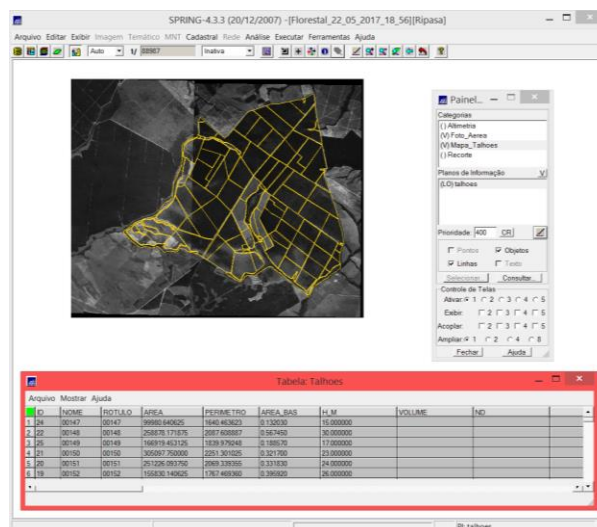 SPRING-4.3.3 (20/12/2007) -[Florestal_22_05_2017_18_56][Ripasa]
Arquivo Editar Exibir Imagem Temático MNT Cadastral Rede Análise Executar Ferramentas Ajuda
Auto 1/ 88987 Inativa
Painel...
Categorias
() Altimetria
(V) Foto_Aerea
(V) Mapa_Talhoes
() Recorte
Planos de Informação V
(LO) talhoes
Prioridade: 400 CR
Pontos Objetos
Linhas Texto
Selecionar... Consultar...
Controle de Telas
Ativar: 1 2 3 4 5
Exibir: 2 3 4 5
Acoplar: 2 3 4 5
Ampliar: 1 2 4 8
Fechar Ajuda
Tabela: Talhoes
Arquivo Mostrar Ajuda
ID NOME ROTULO AREA PERIMETRO AREA_BAS H_M VOLUME ND
1 24 00147 00147 99980.640625 1640.463623 0.132030 15.000000
2 22 00148 00148 258878.171875 2087.608887 0.567450 30.000000
3 25 00149 00149 166919.453125 1839.979248 0.188570 17.000000
4 21 00150 00150 305097.750000 2251.301025 0.321700 23.000000
5 20 00151 00151 251226.093750 2069.339355 0.331830 24.000000
6 19 00152 00152 155830.140625 1767.469360 0.395920 26.000000
PI: talhoes